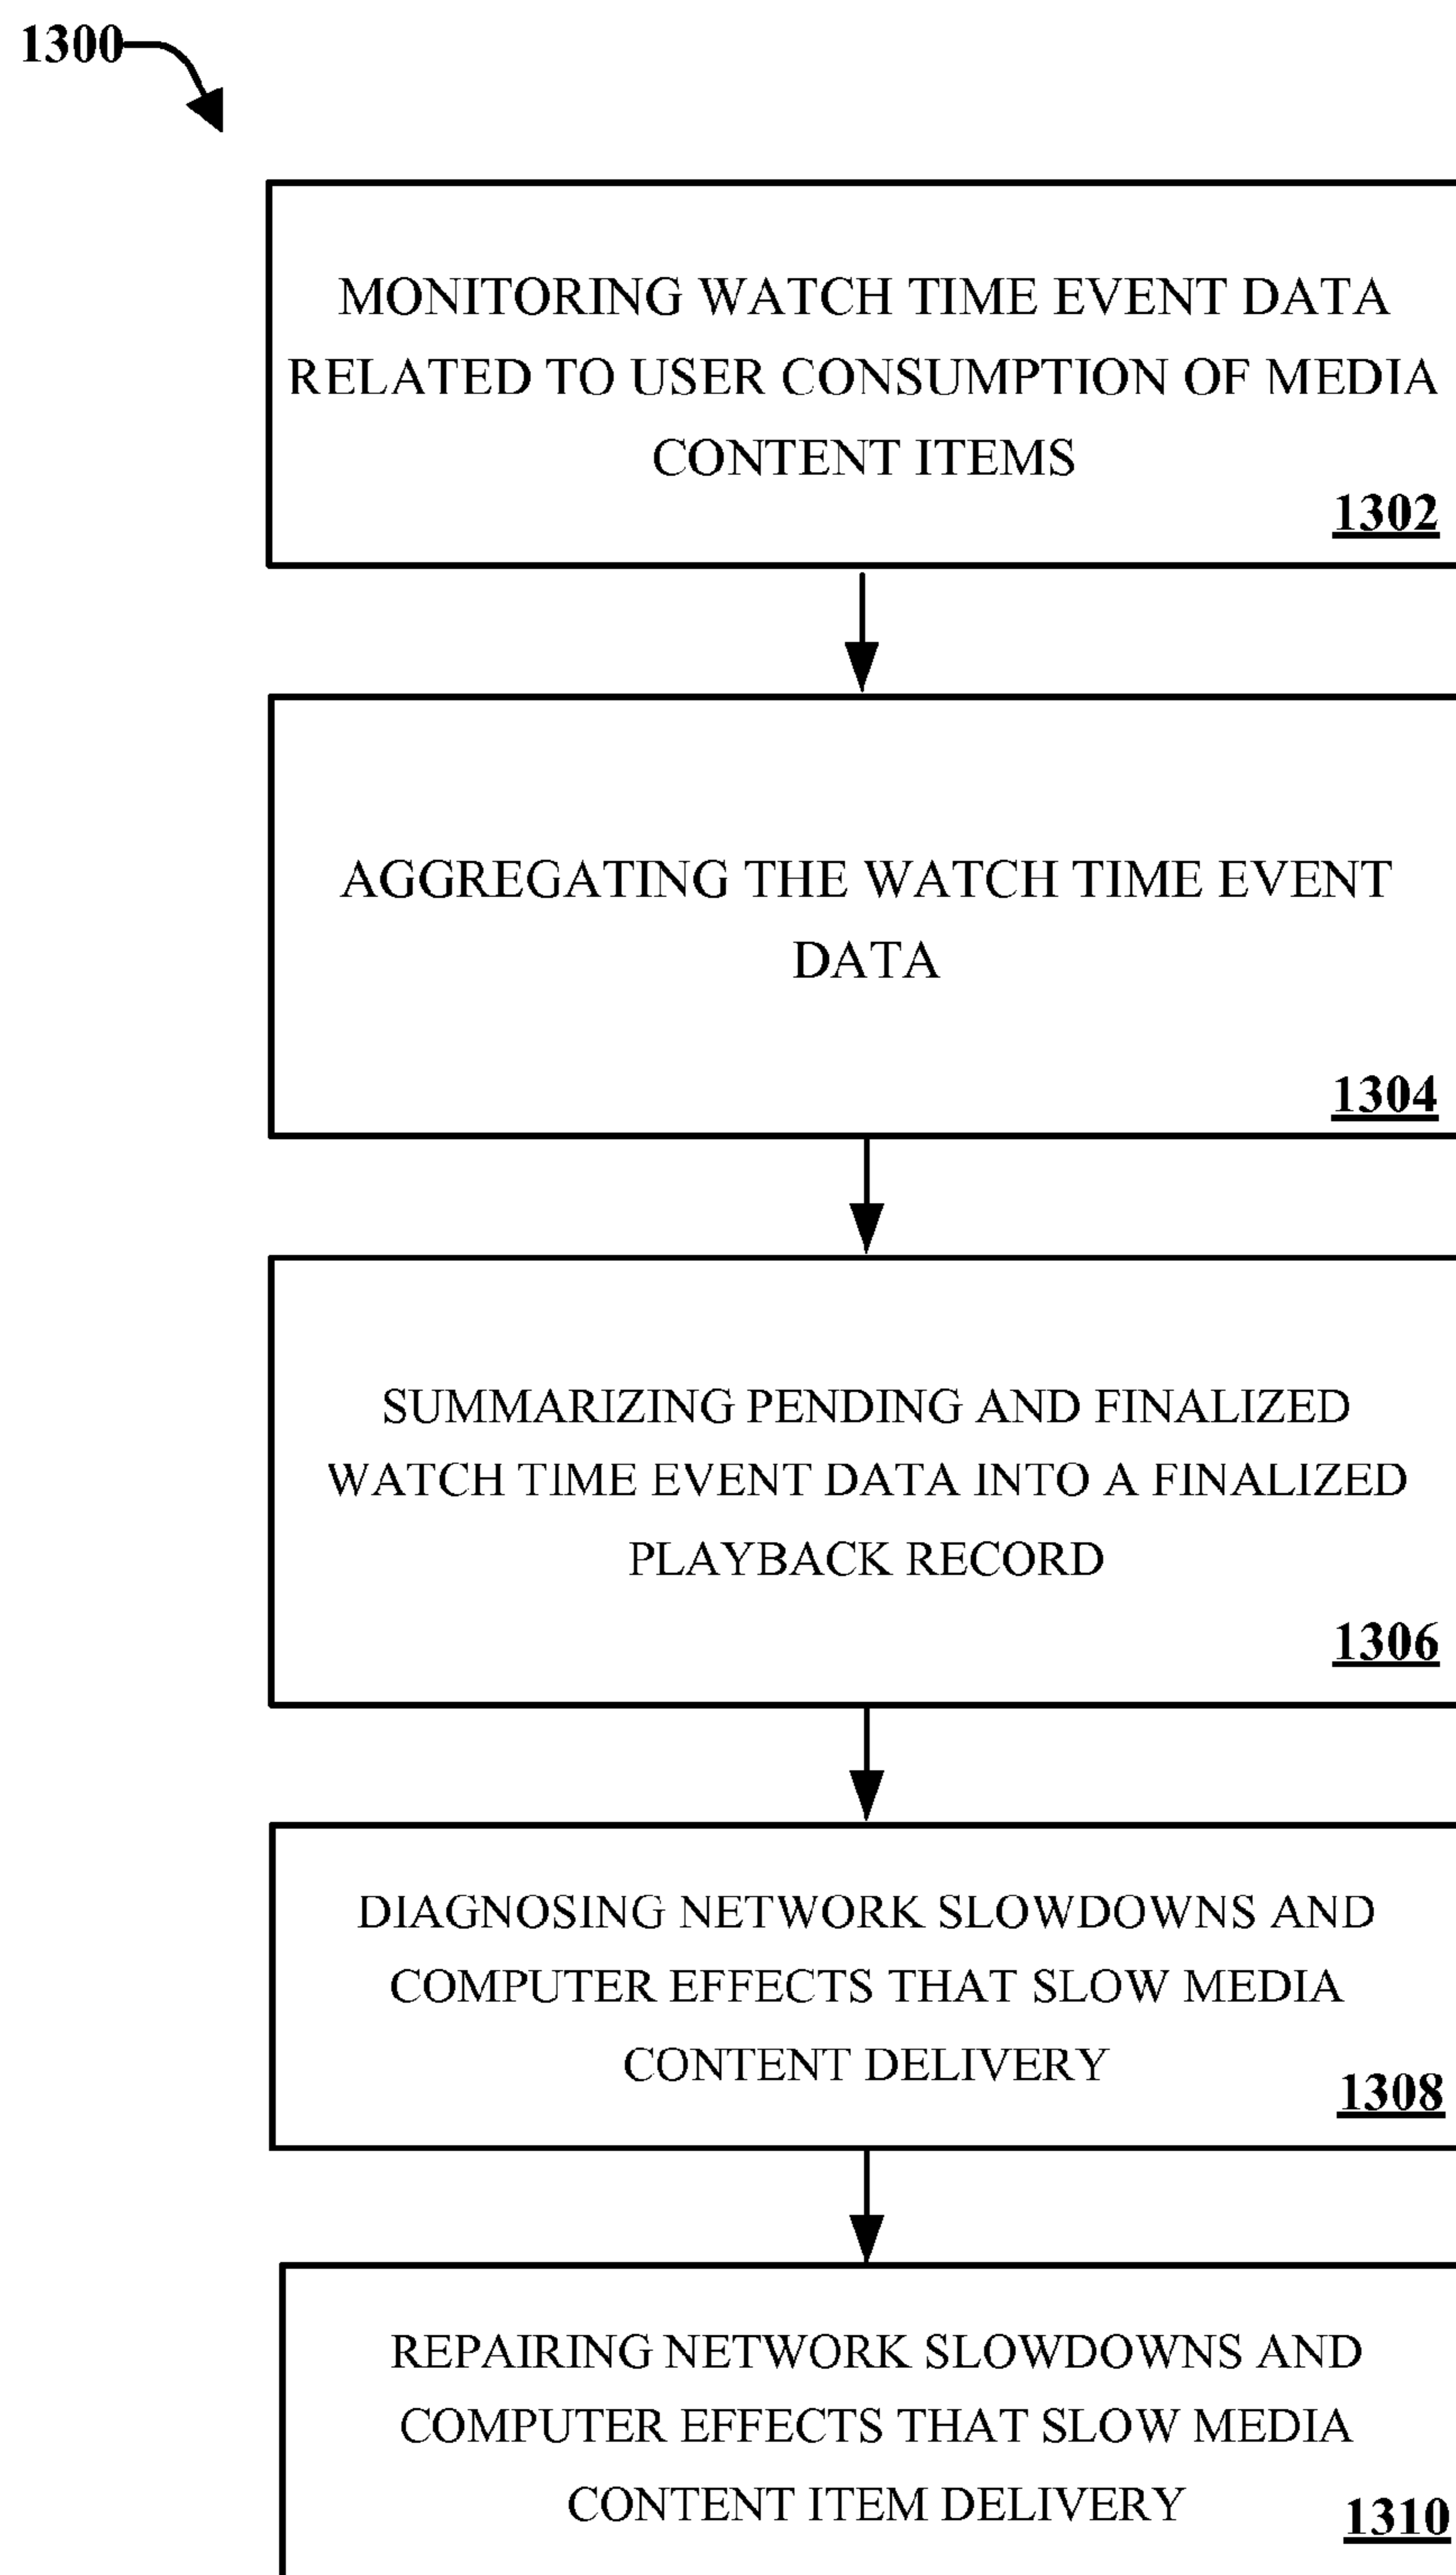 1300
MONITORING WATCH TIME EVENT DATA
RELATED TO USER CONSUMPTION OF MEDIA
CONTENT ITEMS
1302
AGGREGATING THE WATCH TIME EVENT
DATA
1304
SUMMARIZING PENDING AND FINALIZED
WATCH TIME EVENT DATA INTO A FINALIZED
PLAYBACK RECORD
1306
DIAGNOSING NETWORK SLOWDOWNS AND
COMPUTER EFFECTS THAT SLOW MEDIA
CONTENT DELIVERY
1308
REPAIRING NETWORK SLOWDOWNS AND
COMPUTER EFFECTS THAT SLOW MEDIA
CONTENT ITEM DELIVERY
1310